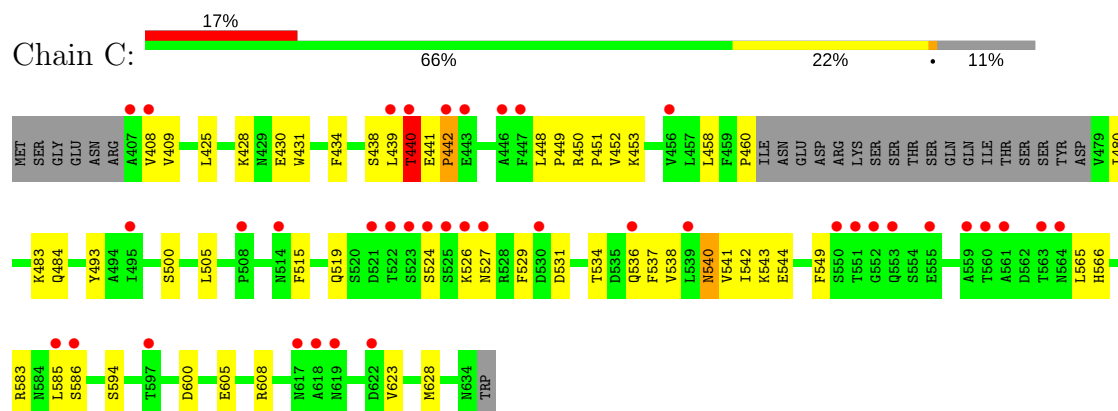 17%
Chain C:
66% 22% • 11%
MET SER GLY GLU ASN ARG A407 V408 V409 L425 K428 N429 E430 W431 F434 S438 L439 T440 E441 P442 E443 A446 F447 L448 P449 R450 P451 V452 K453 V456 L457 L458 F459 P460 ILE ASN GLU ASP ARG LYS SER SER THR SER GLN GLN ILE THR SER SER TYR ASP V479 I480
K483 Q484 Y493 A494 I495 S500 L505 P508 N514 F515 Q519 S520 D521 T522 S523 S524 S525 K526 N527 R528 F529 D530 D531 T534 D535 Q536 F537 V538 L539 N540 V541 I542 K543 E544 F549 S550 T551 G552 Q553 S554 E555 A559 T560 A561 D562 T563 N564 L565 H566
R583 N584 L585 S586 S594 T597 D600 E605 R608 N617 A618 N619 D622 V623 M628 N634 TRP